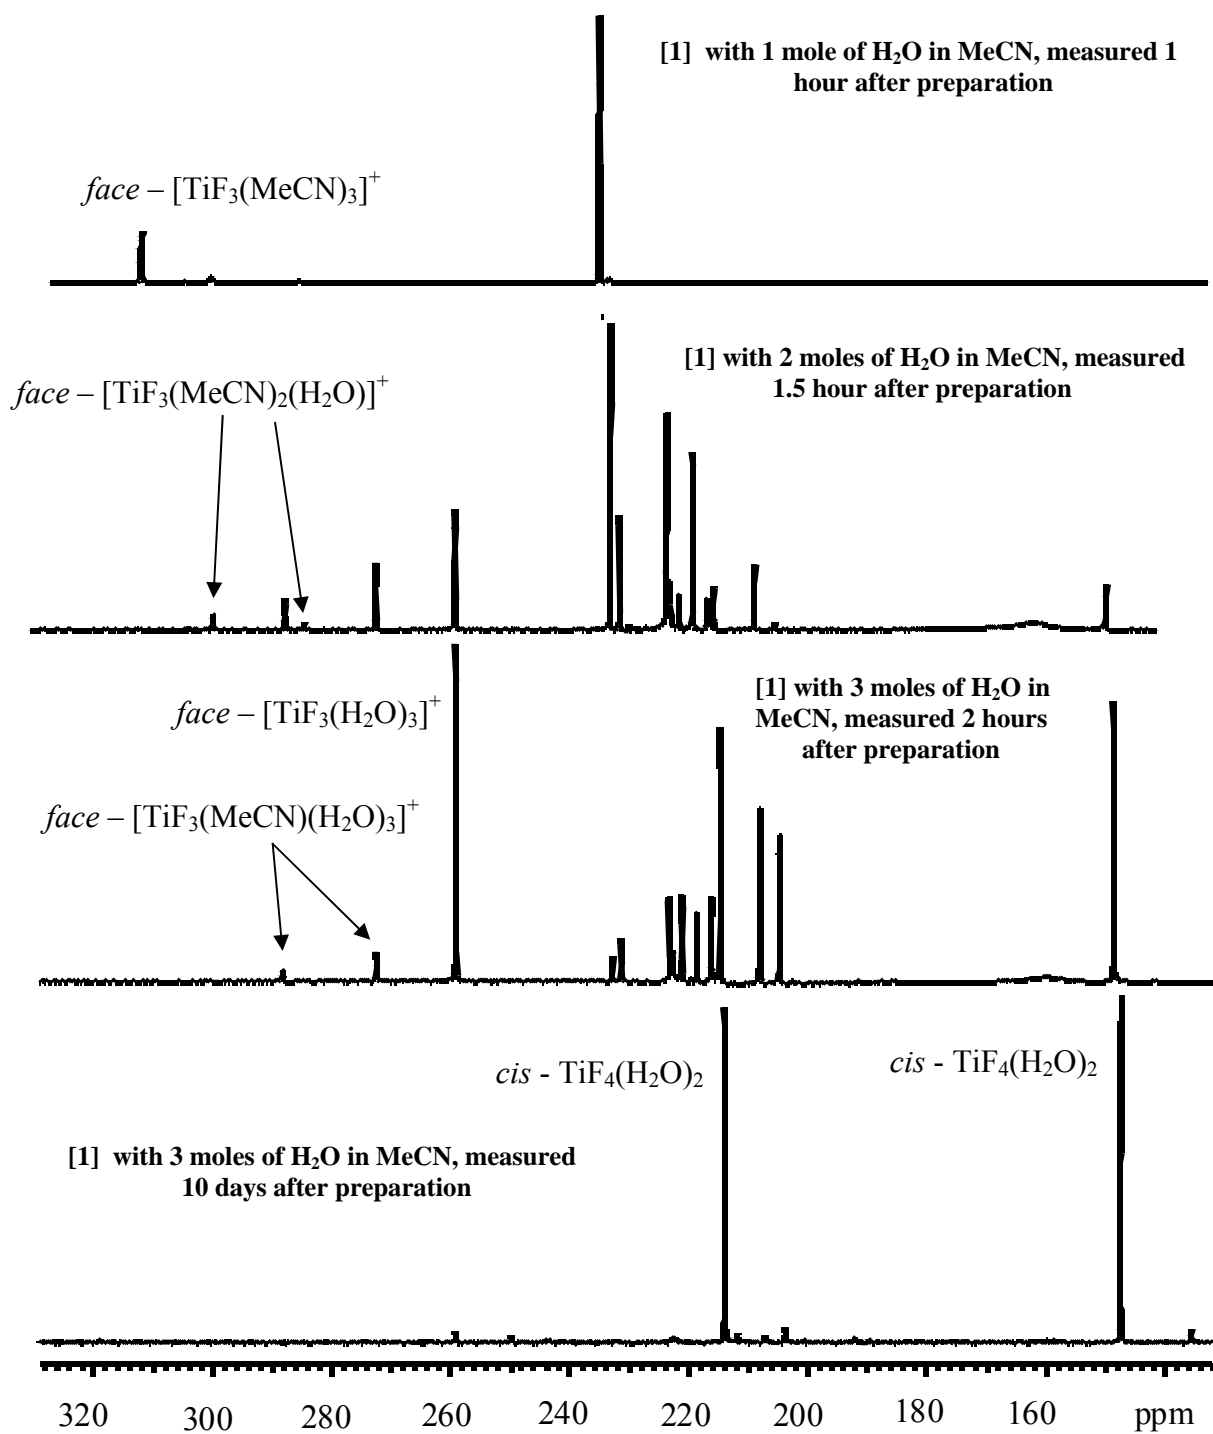 [1] with 1 mole of H₂O in MeCN, measured 1
hour after preparation
face – [TiF₃(MeCN)₃]⁺
[1] with 2 moles of H₂O in MeCN, measured
1.5 hour after preparation
face – [TiF₃(MeCN)₂(H₂O)]⁺
[1] with 3 moles of H₂O in
MeCN, measured 2 hours
after preparation
face – [TiF₃(H₂O)₃]⁺
face – [TiF₃(MeCN)(H₂O)₃]⁺
cis - TiF₄(H₂O)₂
cis - TiF₄(H₂O)₂
[1] with 3 moles of H₂O in MeCN, measured
10 days after preparation
320 300 280 260 240 220 200 180 160 ppm